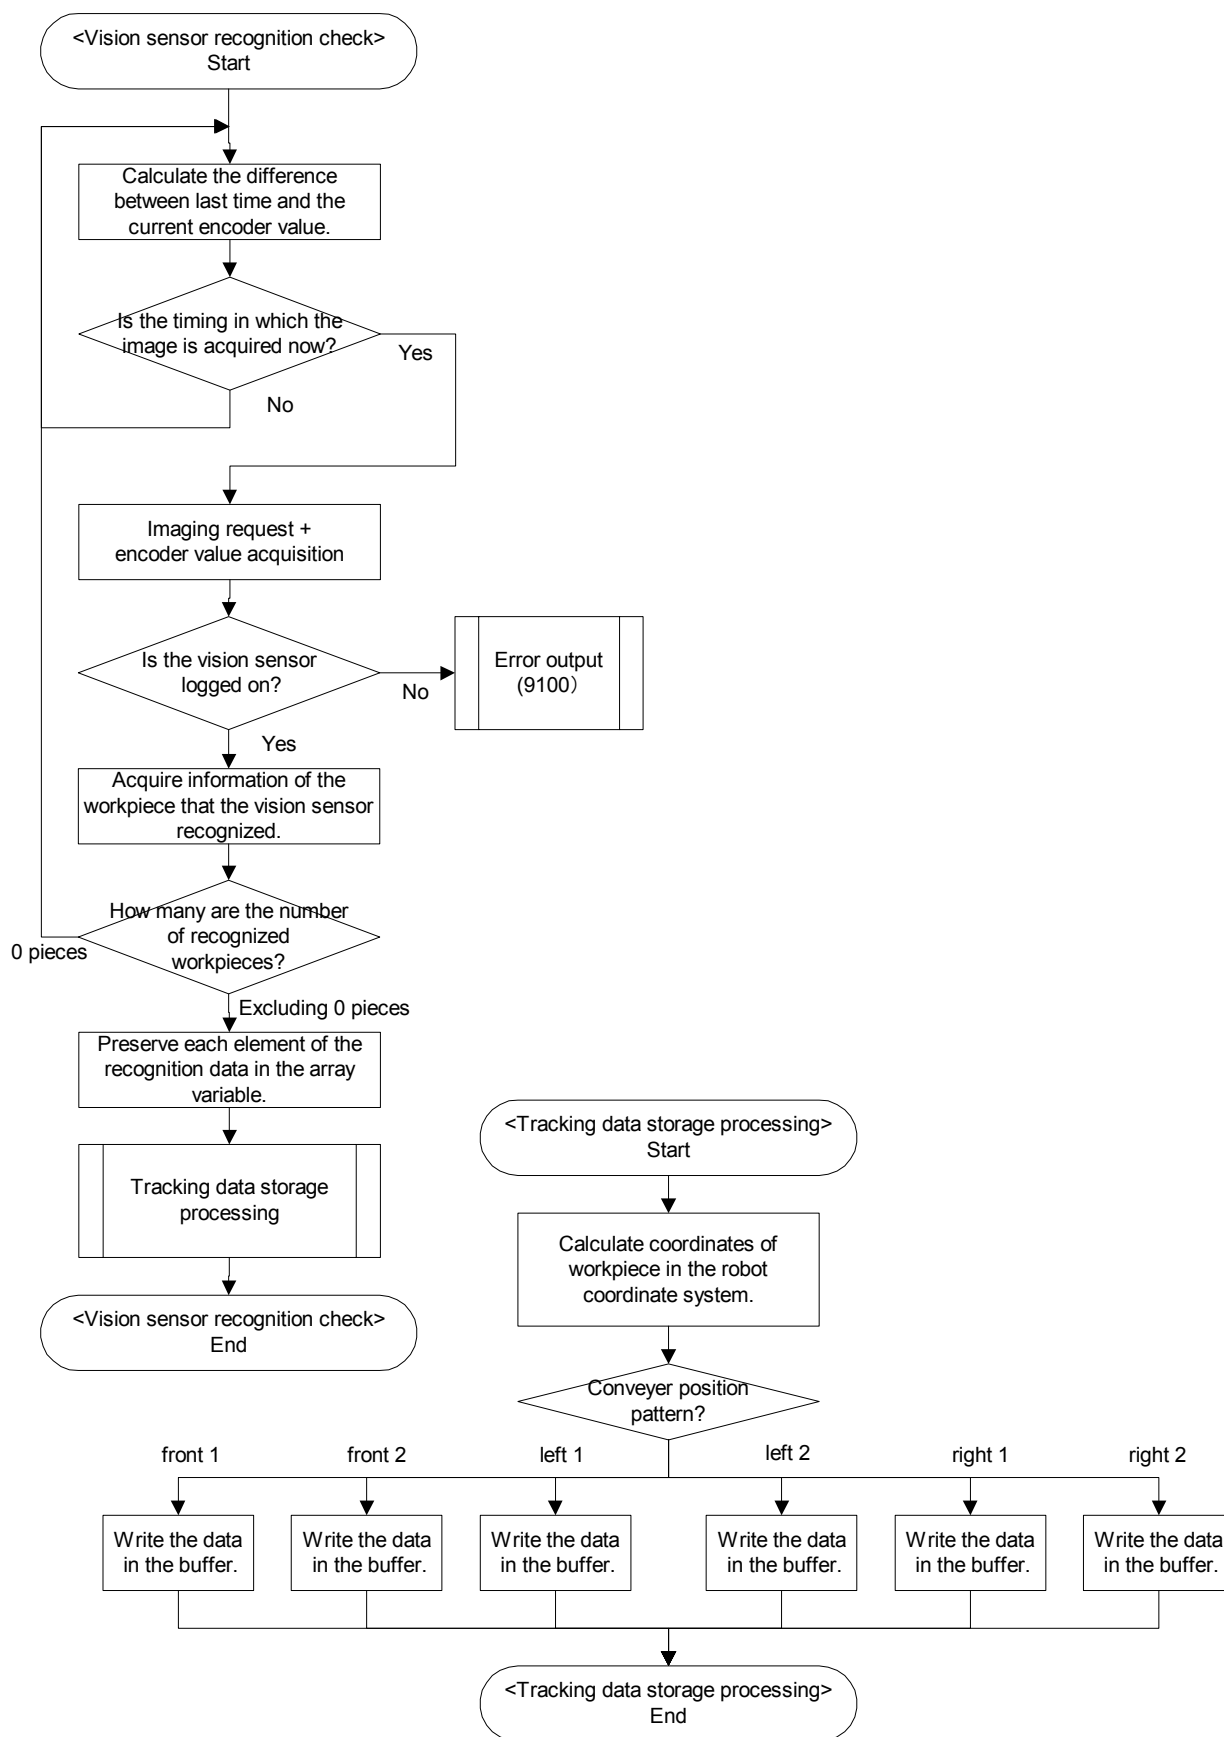 <Vision sensor recognition check>
Start
Calculate the difference
between last time and the
current encoder value.
Is the timing in which the
image is acquired now?
Yes
No
Imaging request +
encoder value acquisition
Is the vision sensor
logged on?
No
Error output
(9100）
Yes
Acquire information of the
workpiece that the vision sensor
recognized.
How many are the number
of recognized
workpieces?
0 pieces
Excluding 0 pieces
Preserve each element of the
recognition data in the array
variable.
Tracking data storage
processing
<Vision sensor recognition check>
End
<Tracking data storage processing>
Start
Calculate coordinates of
workpiece in the robot
coordinate system.
Conveyer position
pattern?
front 1
front 2
left 1
left 2
right 1
right 2
Write the data
in the buffer.
Write the data
in the buffer.
Write the data
in the buffer.
Write the data
in the buffer.
Write the data
in the buffer.
Write the data
in the buffer.
<Tracking data storage processing>
End